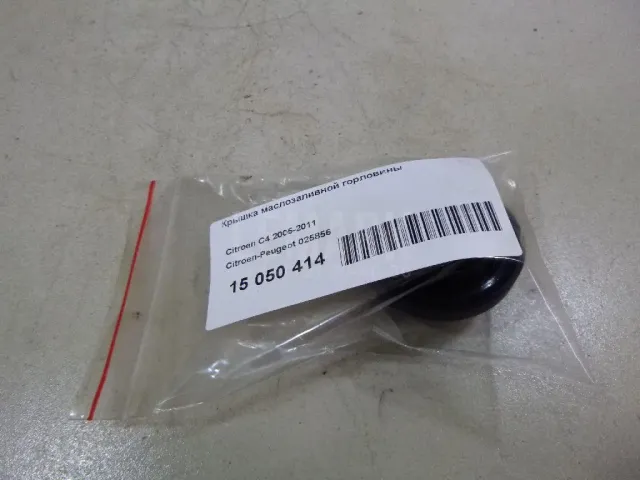 Крышка маслозаливной горловины
Citroen C4 2005-2011
Citroen-Peugeot 025856
15 050 414